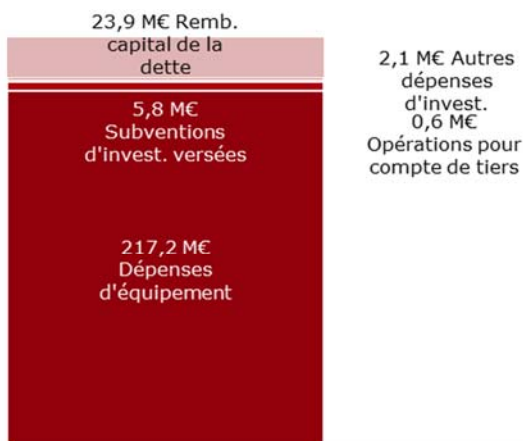 23,9 M€ Remb.
capital de la
dette
2,1 M€ Autres
dépenses
d'invest.
0,6 M€
Opérations pour
compte de tiers
5,8 M€
Subventions
d'invest. versées
217,2 M€
Dépenses
d'équipement